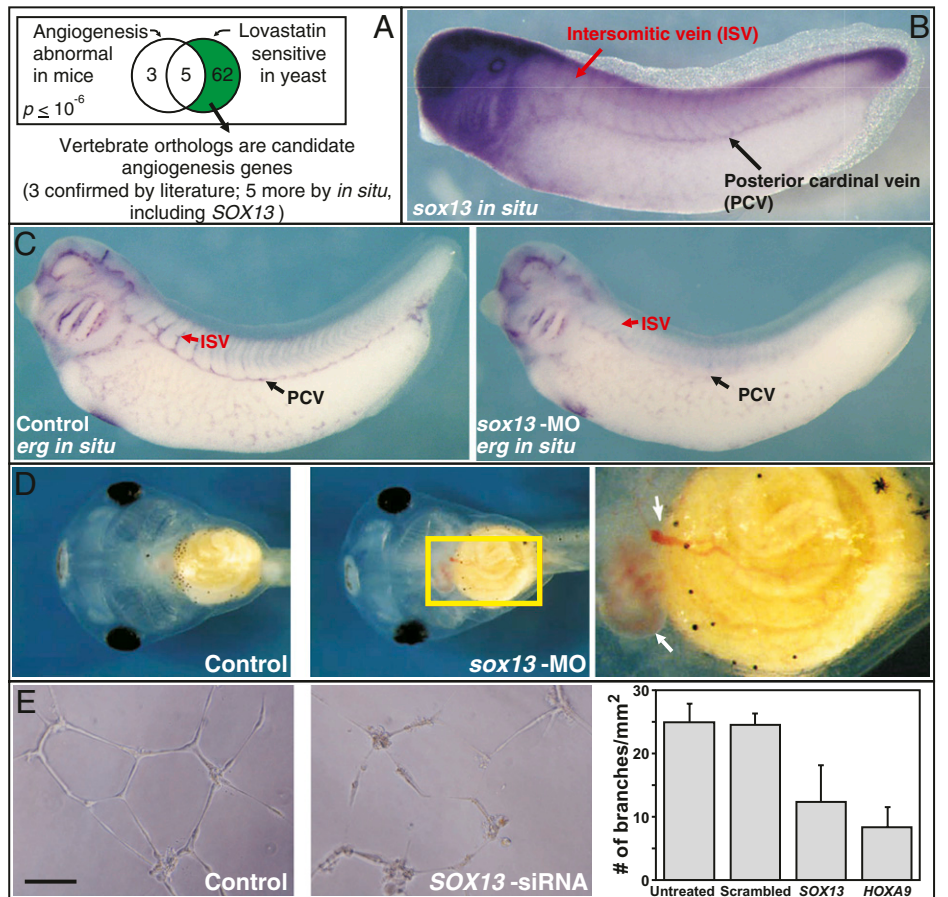 A
Angiogenesis
abnormal
in mice
p ≤ 10-6
3
5
62
Lovastatin
sensitive
in yeast
Vertebrate orthologs are candidate
angiogenesis genes
(3 confirmed by literature; 5 more by in situ,
including SOX13)
B
Intersomitic vein (ISV)
Posterior cardinal vein
(PCV)
sox13 in situ
C
ISV
PCV
Control
erg in situ
ISV
PCV
sox13-MO
erg in situ
D
Control
sox13-MO
E
Control
SOX13-siRNA
# of branches/mm2
30
20
10
0
Untreated Scrambled SOX13 HOXA9